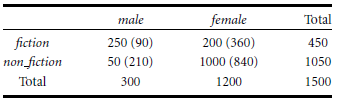 male female Total
fiction 250 (90) 200 (360) 450
non_fiction 50 (210) 1000 (840) 1050
Total 300 1200 1500